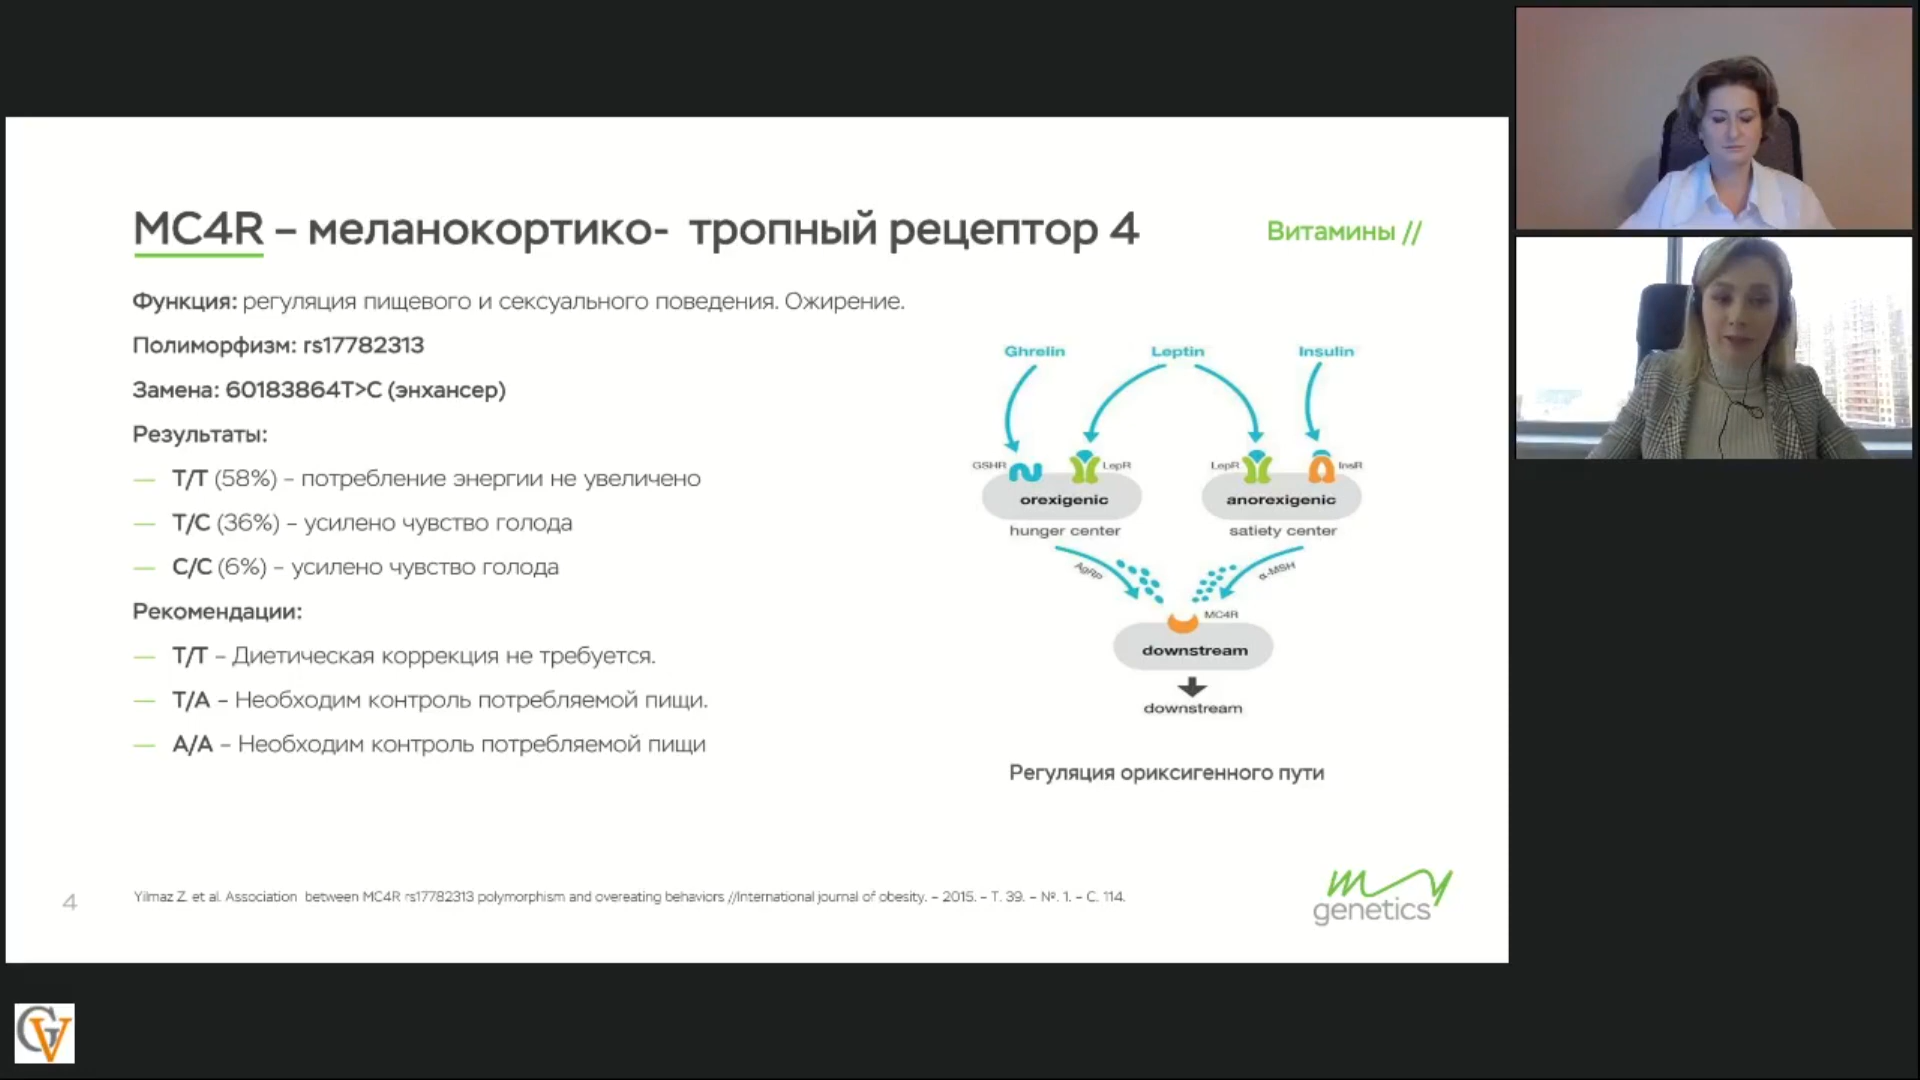 MC4R – меланокортико-  тропный рецептор 4
Витамины //
Функция: регуляция пищевого и сексуального поведения. Ожирение.
Полиморфизм: rs17782313
Замена: 60183864T>C (энхансер)
Результаты:
— T/T (58%) – потребление энергии не увеличено
— T/C (36%) – усилено чувство голода
— C/C (6%) – усилено чувство голода
Рекомендации:
— T/T – Диетическая коррекция не требуется.
— T/A – Необходим контроль потребляемой пищи.
— A/A – Необходим контроль потребляемой пищи
Ghrelin Leptin Insulin
GSHR LepR LepR InsR
orexigenic anorexigenic
hunger center satiety center
AgRP α-MSH
MC4R
downstream
downstream
Регуляция ориксигенного пути
4
Yilmaz Z. et al. Association  between MC4R rs17782313 polymorphism and overeating behaviors //International journal of obesity. – 2015. – Т. 39. – №. 1. – С. 114.
my
genetics
GV